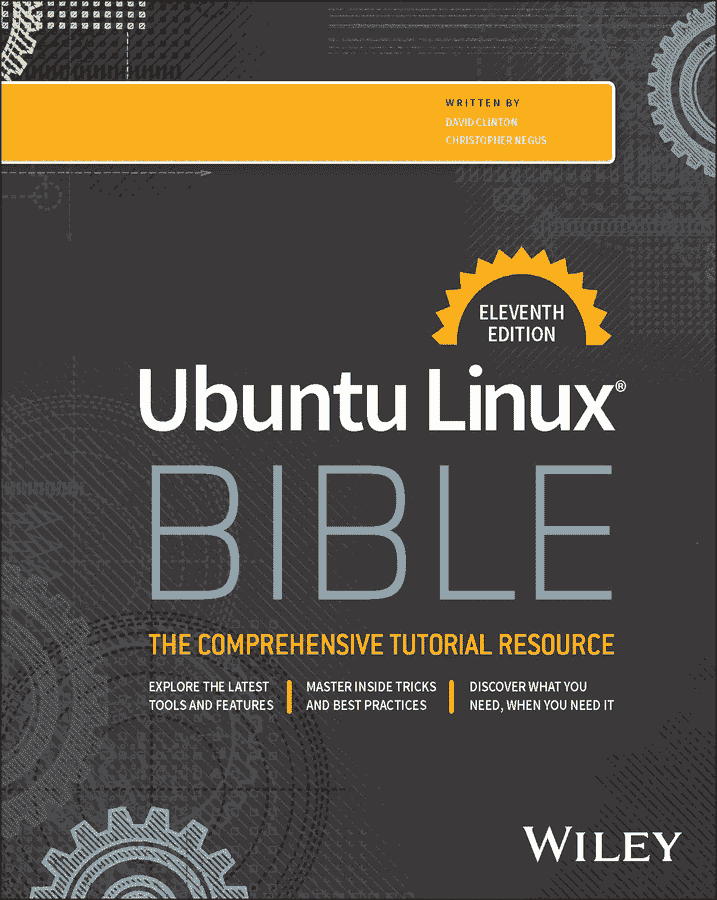 WRITTEN BY
DAVID CLINTON
CHRISTOPHER NEGUS
ELEVENTH
EDITION
Ubuntu Linux®
BIBLE
THE COMPREHENSIVE TUTORIAL RESOURCE
EXPLORE THE LATEST
TOOLS AND FEATURES
MASTER INSIDE TRICKS
AND BEST PRACTICES
DISCOVER WHAT YOU
NEED, WHEN YOU NEED IT
WILEY